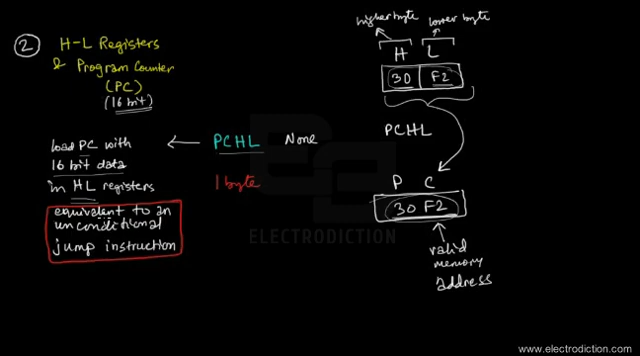 2 H-L Registers
& Program Counter
(PC)
(16 bit)
load PC with
16 bit data
in HL registers
equivalent to an
unconditional
jump instruction
PCHL None
1 byte
higher byte lower byte
H L
30 F2
PCHL
P C
30 F2
valid
memory
address
ELECTRODICTION
www.electrodiction.com